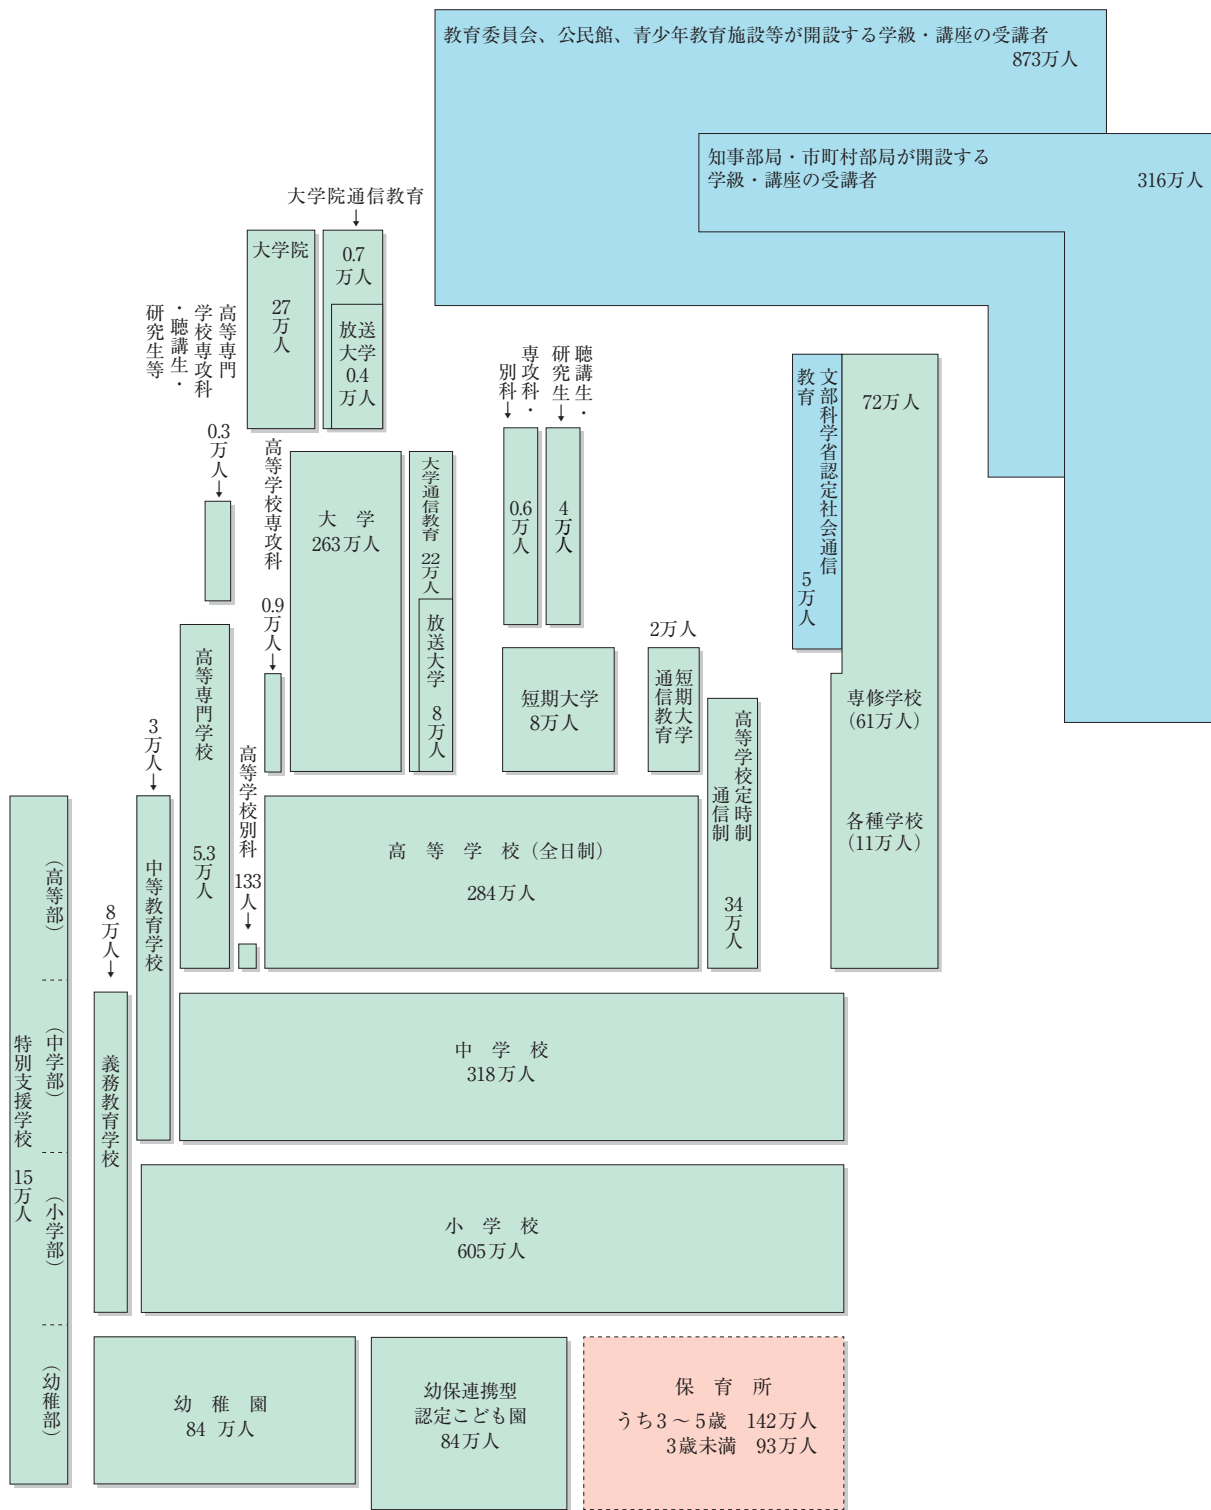 教育委員会、公民館、青少年教育施設等が開設する学級・講座の受講者
873万人
知事部局・市町村部局が開設する
学級・講座の受講者
316万人
大学院通信教育
大学院
27
万
人
0.7
万人
放送
大学
0.4
万人
高等専門
学校専攻科
・聴講生・
研究生等
0.3
万
人
高等学校専攻科
0.9
万
人
大 学
263万人
大学通信教育
22
万
人
放送大学
8
万
人
専攻科・
別科
0.6
万
人
聴講生・
研究生
4
万
人
文部科学省認定社会通信
教育
5
万
人
72万人
専修学校
(61万人)
各種学校
(11万人)
短期大学
8万人
2万人
短期大学
通信教育
高等学校定時制
通信制
34
万
人
高等専門学校
5.3
万
人
高等学校別科
133
人
高 等 学 校(全日制)
284万人
3
万
人
中等教育学校
8
万
人
義務教育学校
中 学 校
318万人
小 学 校
605万人
特別支援学校
15
万
人
(高等部)
(中学部)
(小学部)
(幼稚部)
幼 稚 園
84 万人
幼保連携型
認定こども園
84万人
保 育 所
うち3～5歳 142万人
3歳未満 93万人